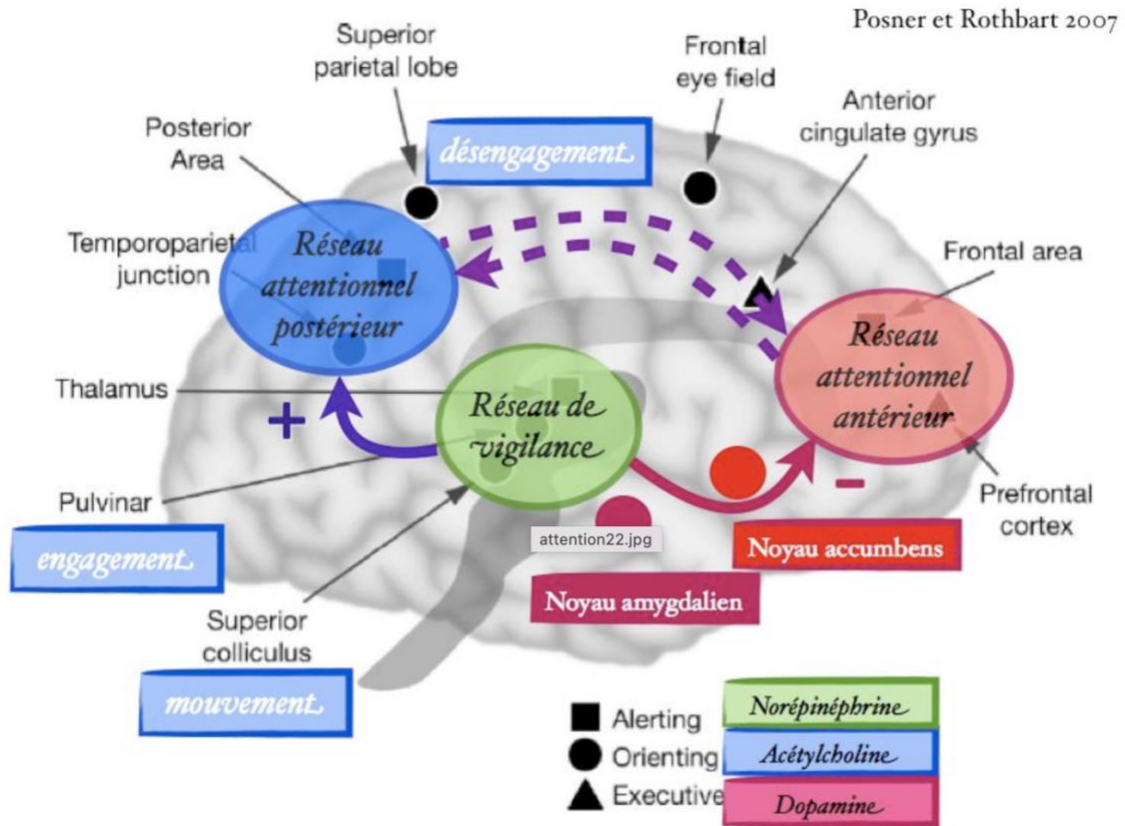 Posner et Rothbart 2007
Superior
parietal lobe
Frontal
eye field
Anterior
cingulate gyrus
Posterior
Area
désengagement
Temporoparietal
junction
Réseau
attentionnel
postérieur
Frontal area
Réseau
attentionnel
antérieur
Thalamus
Réseau de
vigilance
+
-
Pulvinar
Prefrontal
cortex
engagement
attention22.jpg
Noyau accumbens
Noyau amygdalien
Superior
colliculus
mouvement
Alerting
Norépinéphrine
Orienting
Acétylcholine
Executive
Dopamine